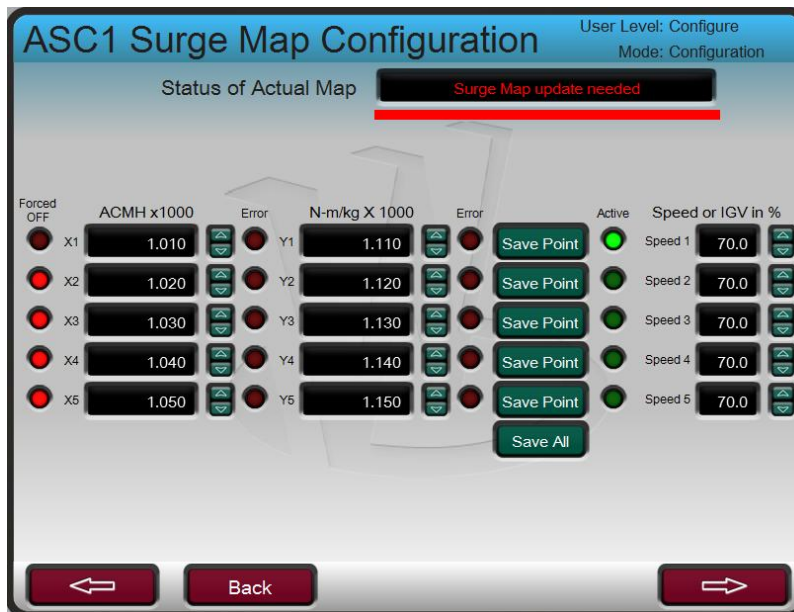 ASC1 Surge Map Configuration
User Level: Configure
Mode: Configuration
Status of Actual Map
Surge Map update needed
Forced OFF
ACMH x1000
Error
N-m/kg X 1000
Error
Active
Speed or IGV in %
X1 1.010 Y1 1.110 Save Point Speed 1 70.0
X2 1.020 Y2 1.120 Save Point Speed 2 70.0
X3 1.030 Y3 1.130 Save Point Speed 3 70.0
X4 1.040 Y4 1.140 Save Point Speed 4 70.0
X5 1.050 Y5 1.150 Save Point Speed 5 70.0
Save All
Back